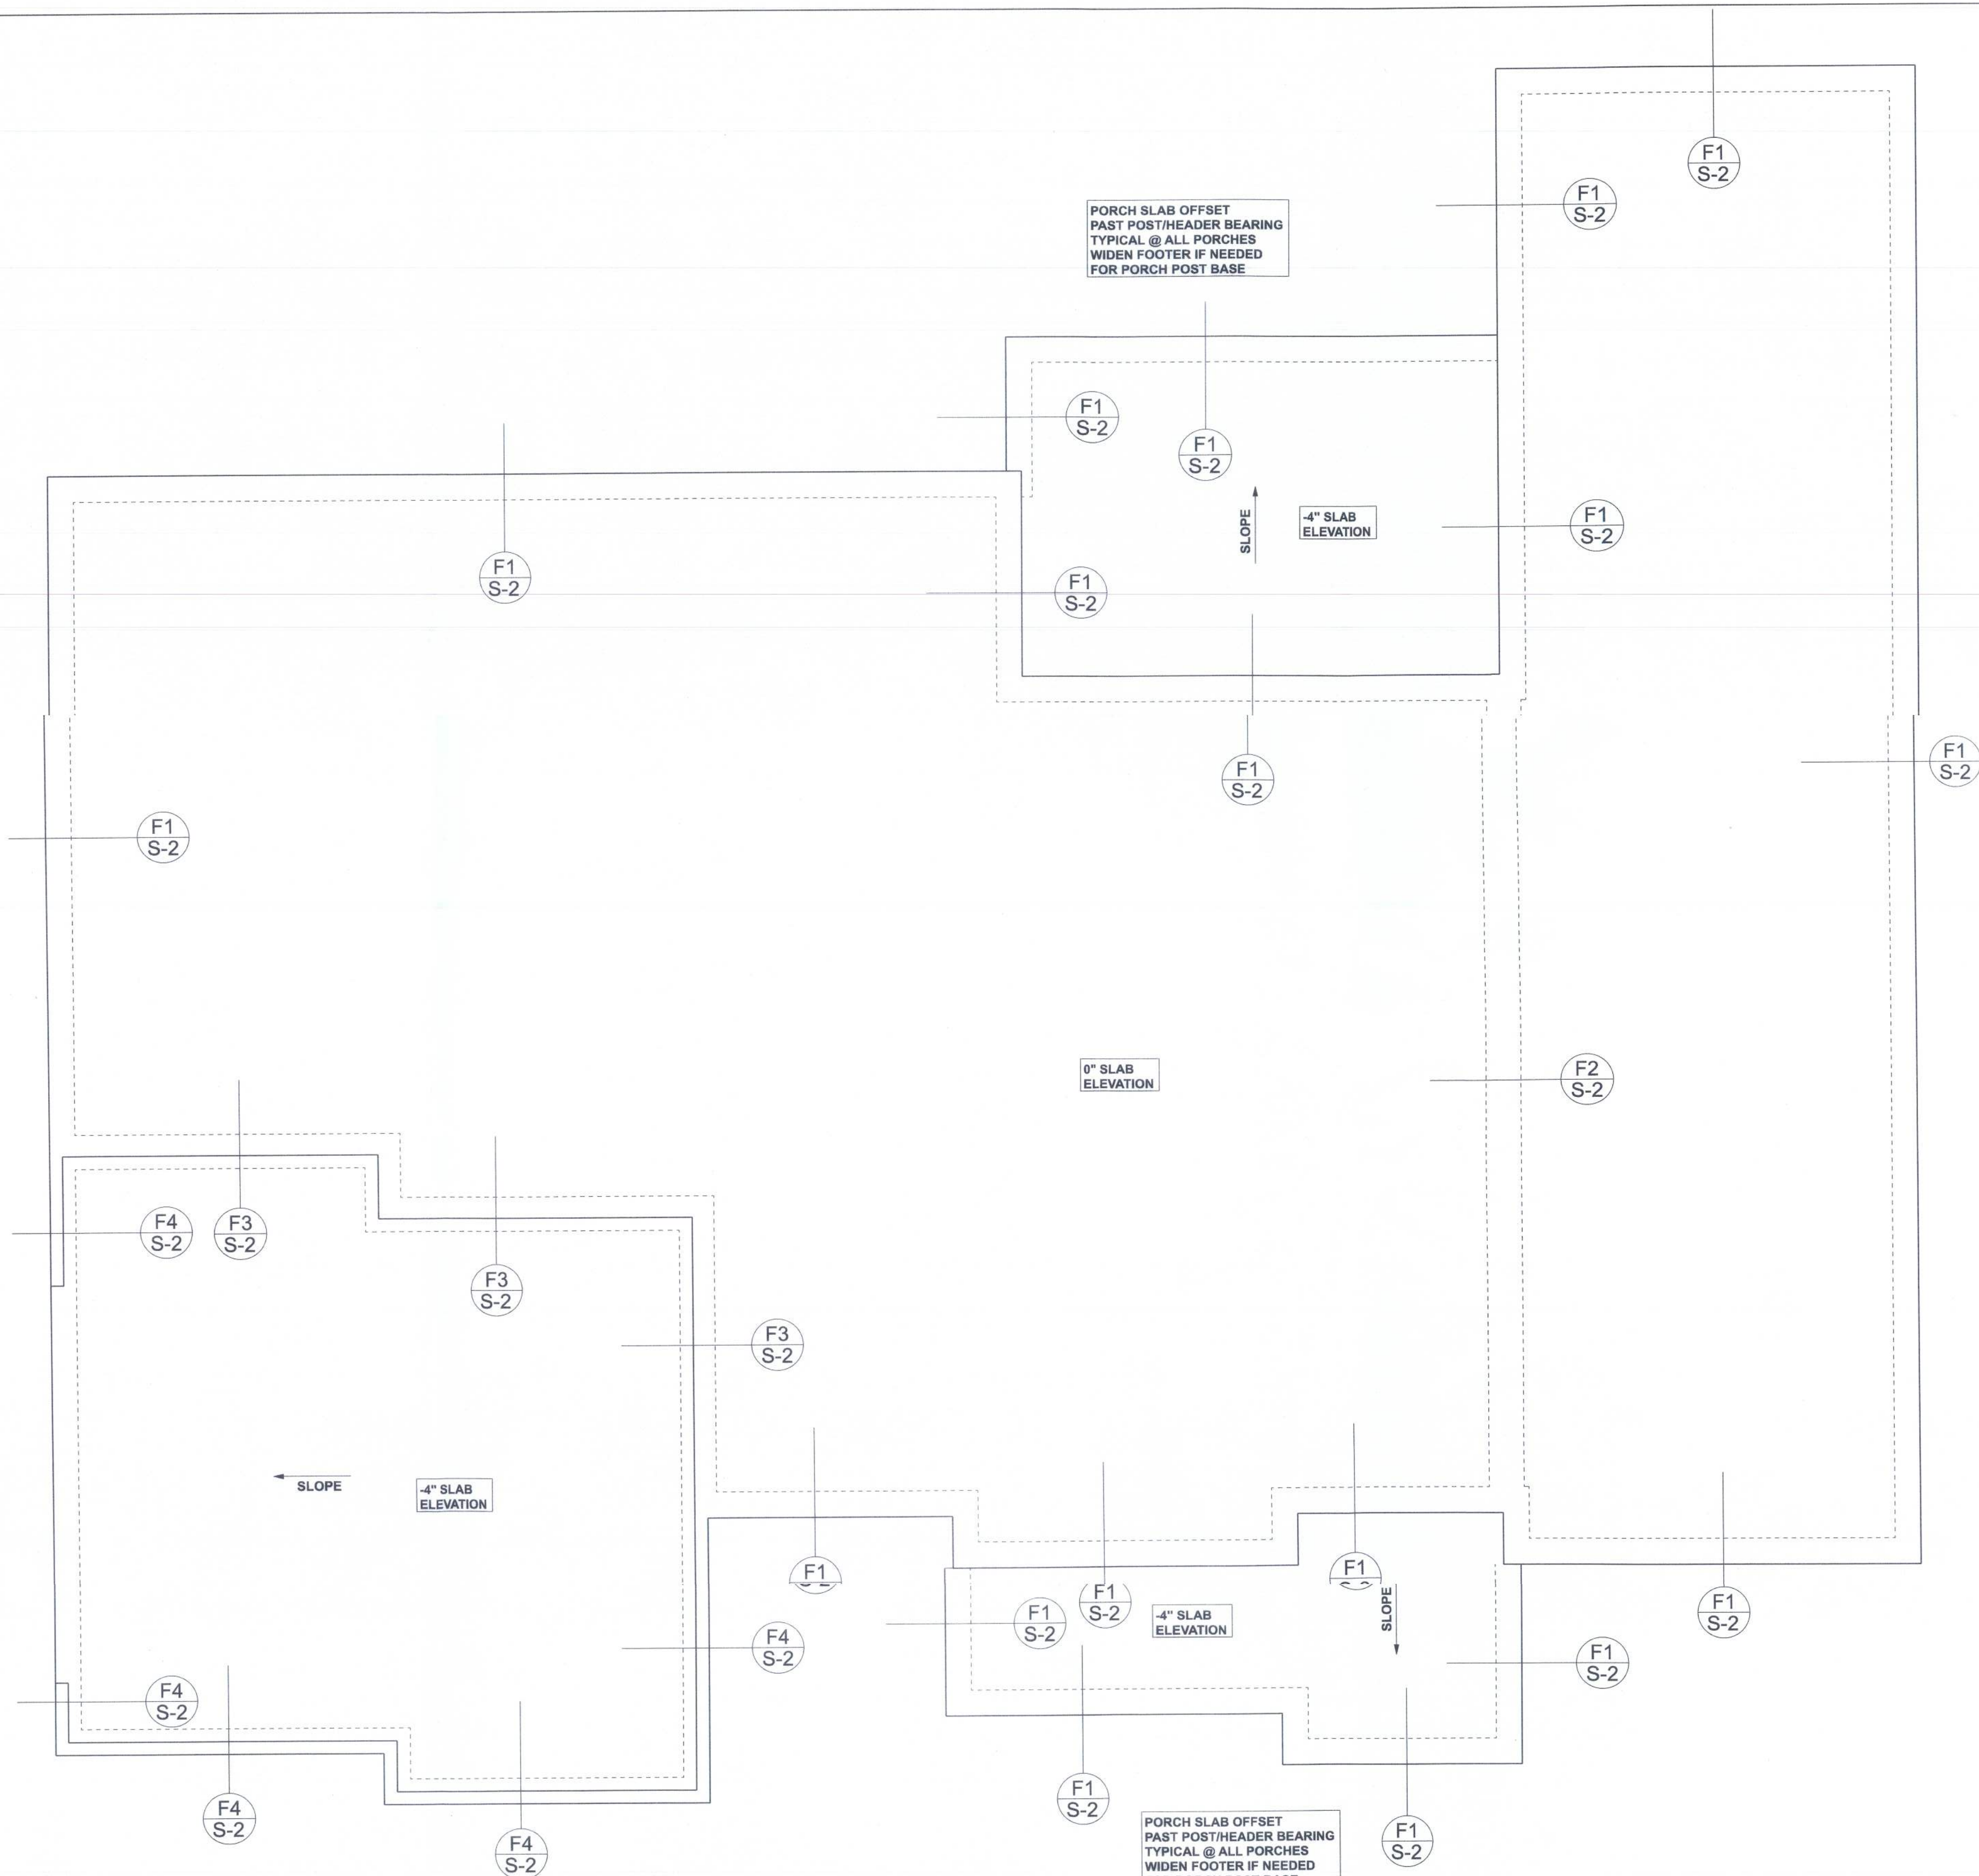 F1
S-2
F1
S-2
PORCH SLAB OFFSET
PAST POST/HEADER BEARING
TYPICAL @ ALL PORCHES
WIDEN FOOTER IF NEEDED
FOR PORCH POST BASE
F1
S-2
F1
S-2
SLOPE
-4" SLAB
ELEVATION
F1
S-2
F1
S-2
F1
S-2
F1
S-2
F1
S-2
F1
S-2
0" SLAB
ELEVATION
F2
S-2
F4
S-2
F3
S-2
F3
S-2
F3
S-2
SLOPE
-4" SLAB
ELEVATION
F1
F1
F1
S-2
F1
S-2
-4" SLAB
ELEVATION
SLOPE
F1
S-2
F4
S-2
F1
S-2
F4
S-2
F4
S-2
F4
S-2
F1
S-2
F1
S-2
PORCH SLAB OFFSET
PAST POST/HEADER BEARING
TYPICAL @ ALL PORCHES
WIDEN FOOTER IF NEEDED